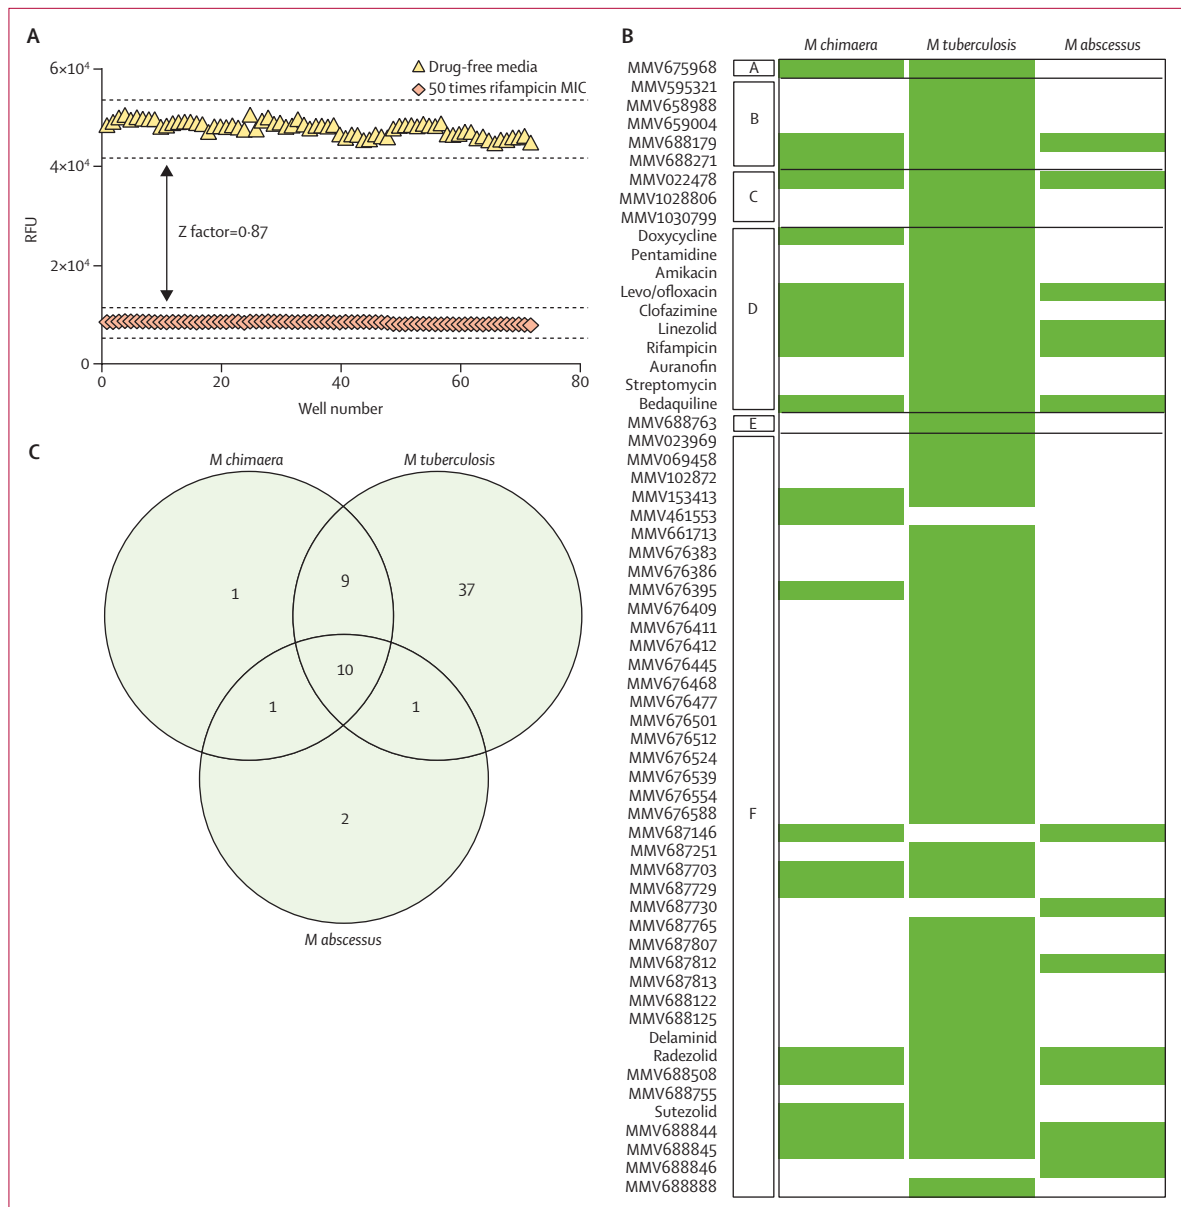 A
6×10⁴
4×10⁴
2×10⁴
0
RFU
Drug-free media
50 times rifampicin MIC
Z factor=0·87
0 20 40 60 80
Well number
B
M chimaera M tuberculosis M abscessus
MMV675968 A
MMV595321
MMV658988
MMV659004 B
MMV688179
MMV688271
MMV022478
MMV1028806 C
MMV1030799
Doxycycline
Pentamidine
Amikacin
Levo/ofloxacin
Clofazimine D
Linezolid
Rifampicin
Auranofin
Streptomycin
Bedaquiline
MMV688763 E
MMV023969
MMV069458
MMV102872
MMV153413
MMV461553
MMV661713
MMV676383
MMV676386
MMV676395
MMV676409
MMV676411
MMV676412
MMV676445
MMV676468
MMV676477
MMV676501
MMV676512
MMV676524
MMV676539
MMV676554
MMV676588 F
MMV687146
MMV687251
MMV687703
MMV687729
MMV687730
MMV687765
MMV687807
MMV687812
MMV687813
MMV688122
MMV688125
Delaminid
Radezolid
MMV688508
MMV688755
Sutezolid
MMV688844
MMV688845
MMV688846
MMV688888
C
M chimaera M tuberculosis
1 9 37
10
1 1
2
M abscessus